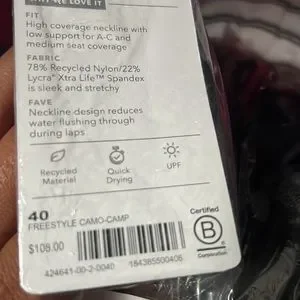 WHY WE LOVE IT
FIT
High coverage neckline with
low support for A-C and
medium seat coverage
FABRIC
78% Recycled Nylon/22%
Lycra® Xtra Life™ Spandex
is sleek and stretchy
FAVE
Neckline design reduces
water flushing through
during laps
Recycled Material
Quick Drying
UPF
40
FREESTYLE CAMO-CAMP
$108.00
424641-00-2-0040
Certified
B
Corporation